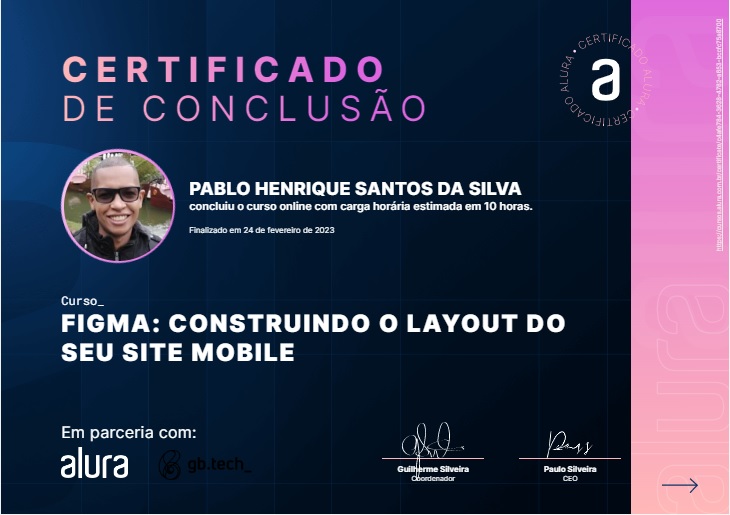 CERTIFICADO
DE CONCLUSÃO
CERTIFICADO ALURA • CERTIFICADO ALURA •
a
PABLO HENRIQUE SANTOS DA SILVA
concluiu o curso online com carga horária estimada em 10 horas.
Finalizado em 24 de fevereiro de 2023
Curso_
FIGMA: CONSTRUINDO O LAYOUT DO
SEU SITE MOBILE
Em parceria com:
alura
gb.tech_
Guilherme Silveira
Coordenador
Paulo Silveira
CEO
alura